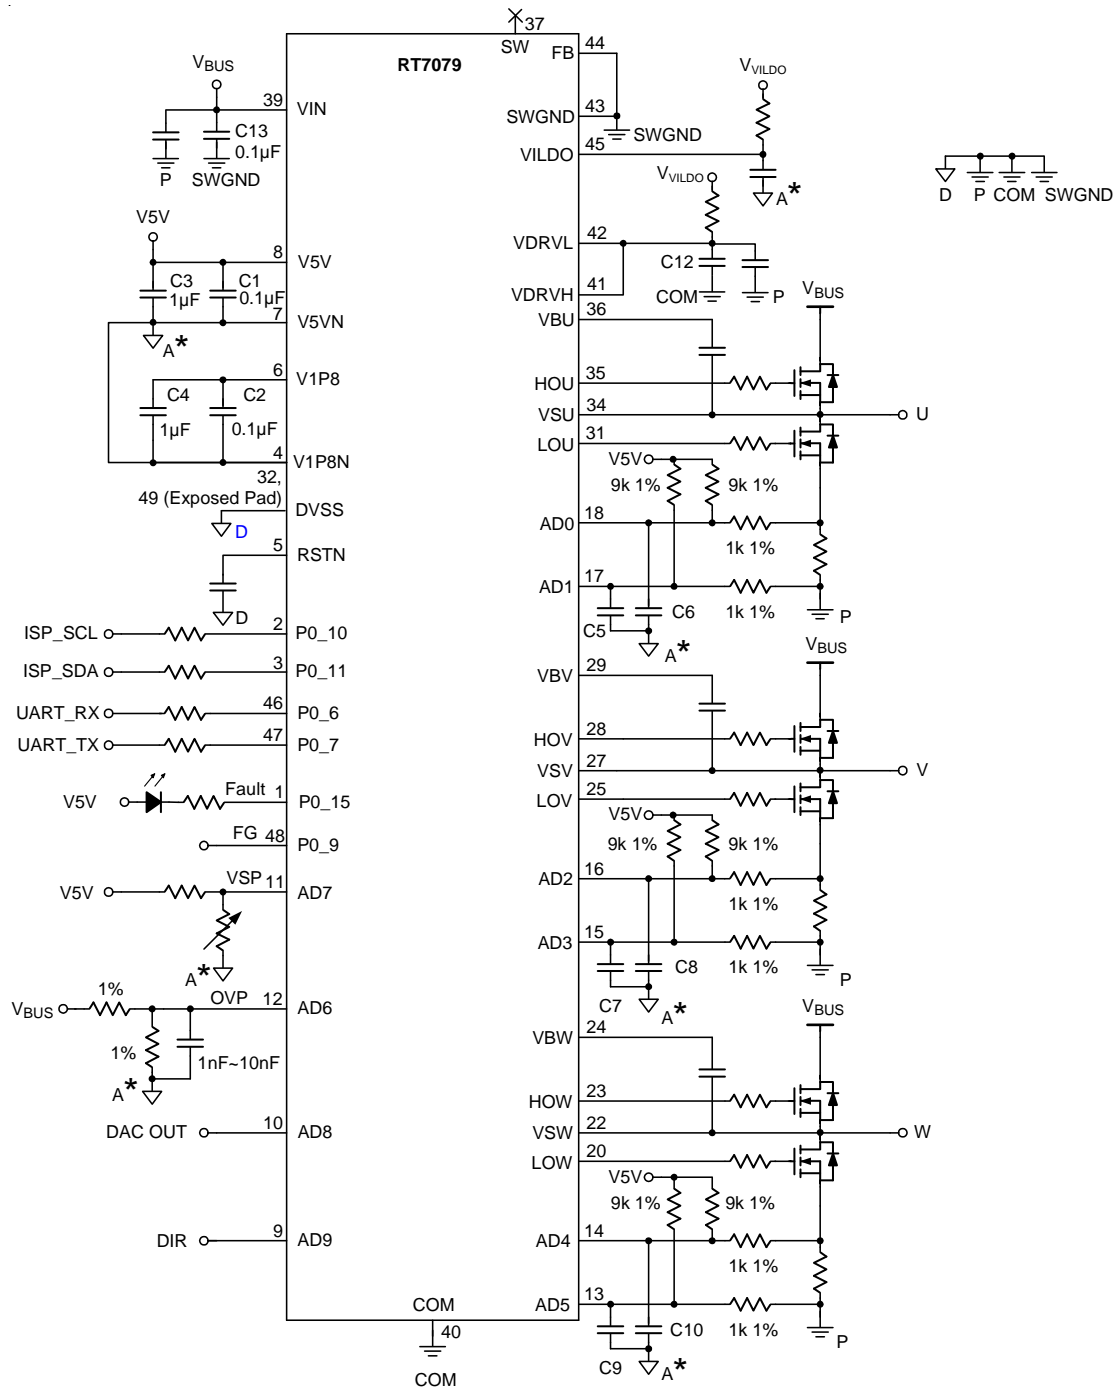 37
SW
RT7079
FB
44
VBUS
39
VIN
C13
0.1µF
P
SWGND
SWGND
43
SWGND
VILDO
45
VVILDO
A*
D
P
COM
SWGND
V5V
8
V5V
C3
1µF
C1
0.1µF
7
V5VN
A*
VVILDO
VDRVL
42
C12
COM
P
VDRVH
41
VBU
36
VBUS
6
V1P8
C4
1µF
C2
0.1µF
4
V1P8N
HOU
35
VSU
34
U
LOU
31
32,
49 (Exposed Pad)
DVSS
D
V5V
9k 1%
9k 1%
AD0
18
1k 1%
5
RSTN
D
AD1
17
1k 1%
P
C5
C6
A*
ISP_SCL
2
P0_10
ISP_SDA
3
P0_11
UART_RX
46
P0_6
UART_TX
47
P0_7
VBV
29
VBUS
HOV
28
VSV
27
V
LOV
25
V5V
Fault
1
P0_15
FG
48
P0_9
V5V
9k 1%
9k 1%
AD2
16
1k 1%
V5V
VSP
11
AD7
A*
AD3
15
1k 1%
P
C7
C8
A*
VBUS
1%
OVP
12
AD6
1%
1nF~10nF
A*
VBW
24
VBUS
HOW
23
DAC OUT
10
AD8
VSW
22
W
LOW
20
V5V
9k 1%
9k 1%
DIR
9
AD9
AD4
14
1k 1%
AD5
13
1k 1%
P
C9
C10
A*
COM
40
COM